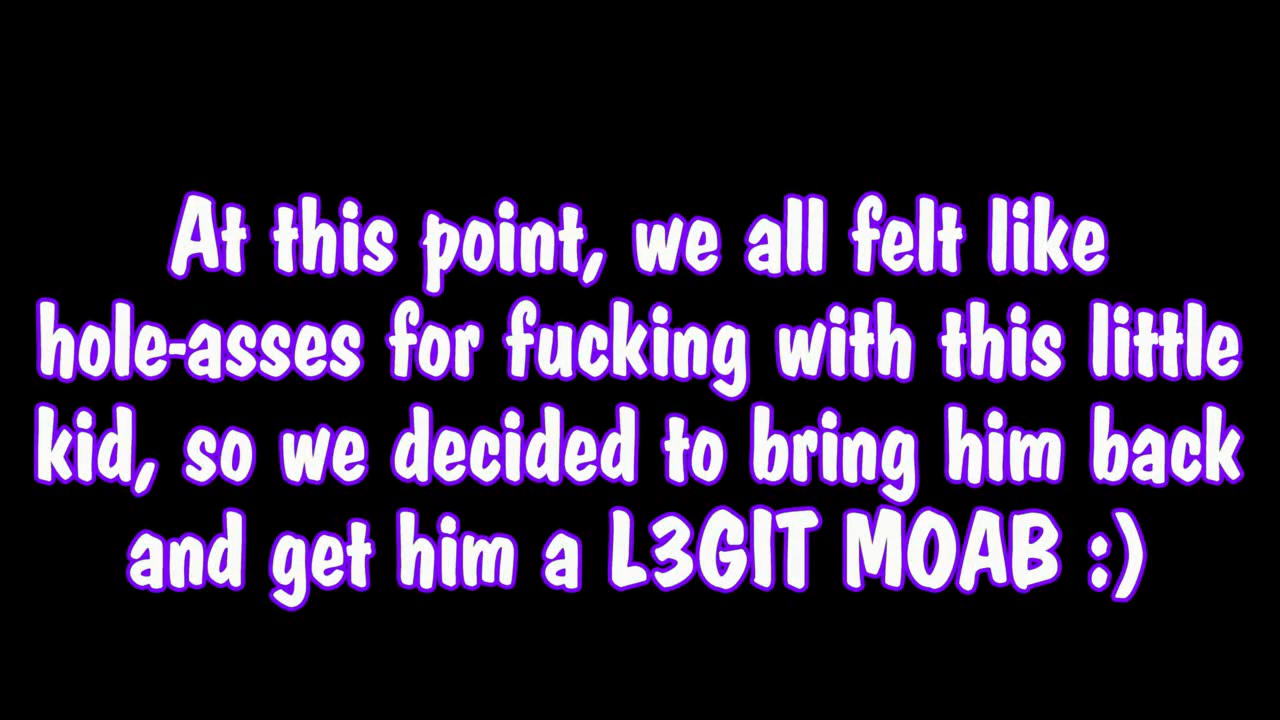 At this point, we all felt like
hole-asses for fucking with this little
kid, so we decided to bring him back
and get him a L3GIT MOAB :)